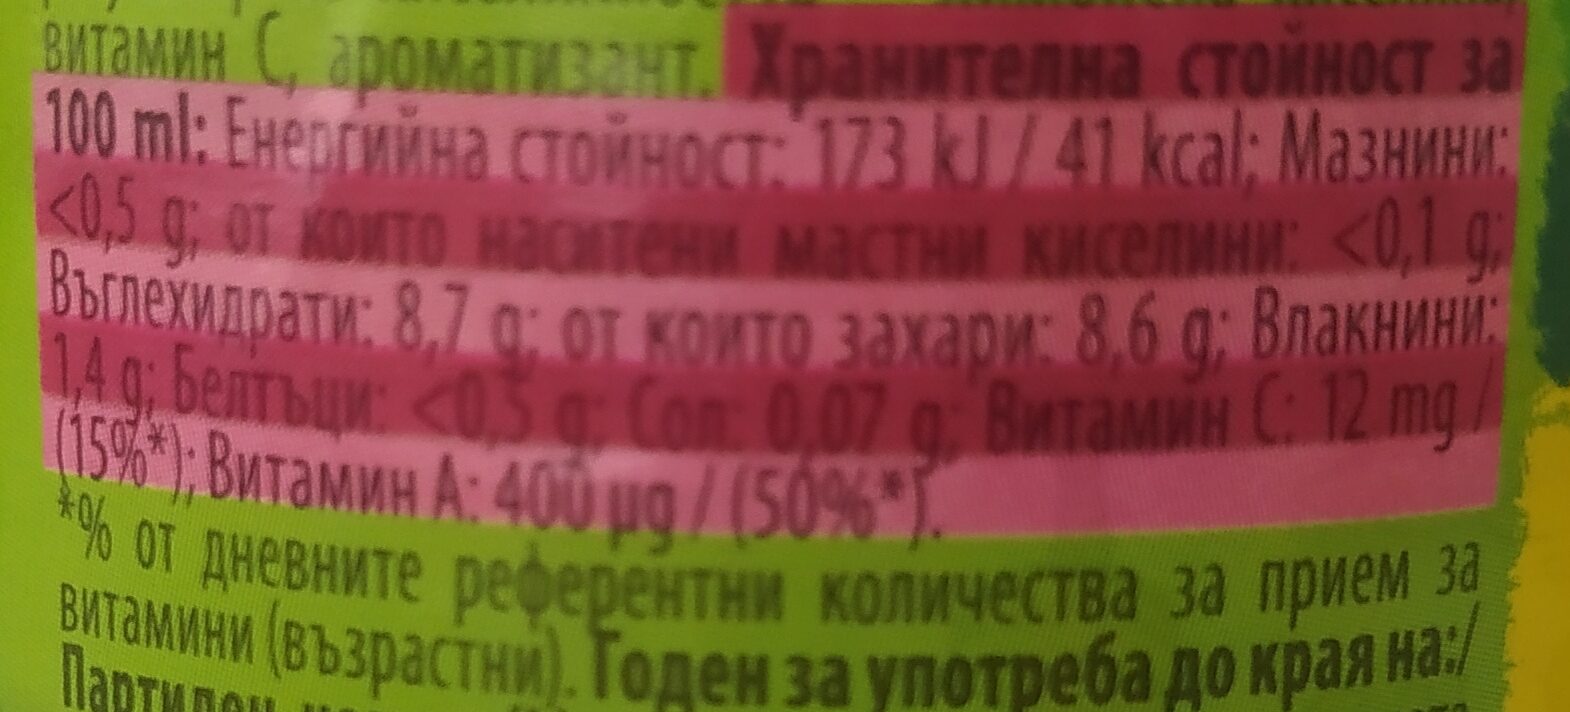 витамин С, ароматизант. Хранителна стойност за
100 ml: Енергийна стойност: 173 kJ / 41 kcal; Мазнини:
<0,5 g; от които наситени мастни киселини: <0,1 g;
Въглехидрати: 8,7 g; от които захари: 8,6 g; Влакнини:
1,4 g; Белтъци: <0,5 g; Сол: 0,07 g; Витамин С: 12 mg /
(15%*); Витамин А: 400 µg / (50%*).
*% от дневните референтни количества за прием за
витамини (възрастни). Годен за употреба до края на:/
Партиден